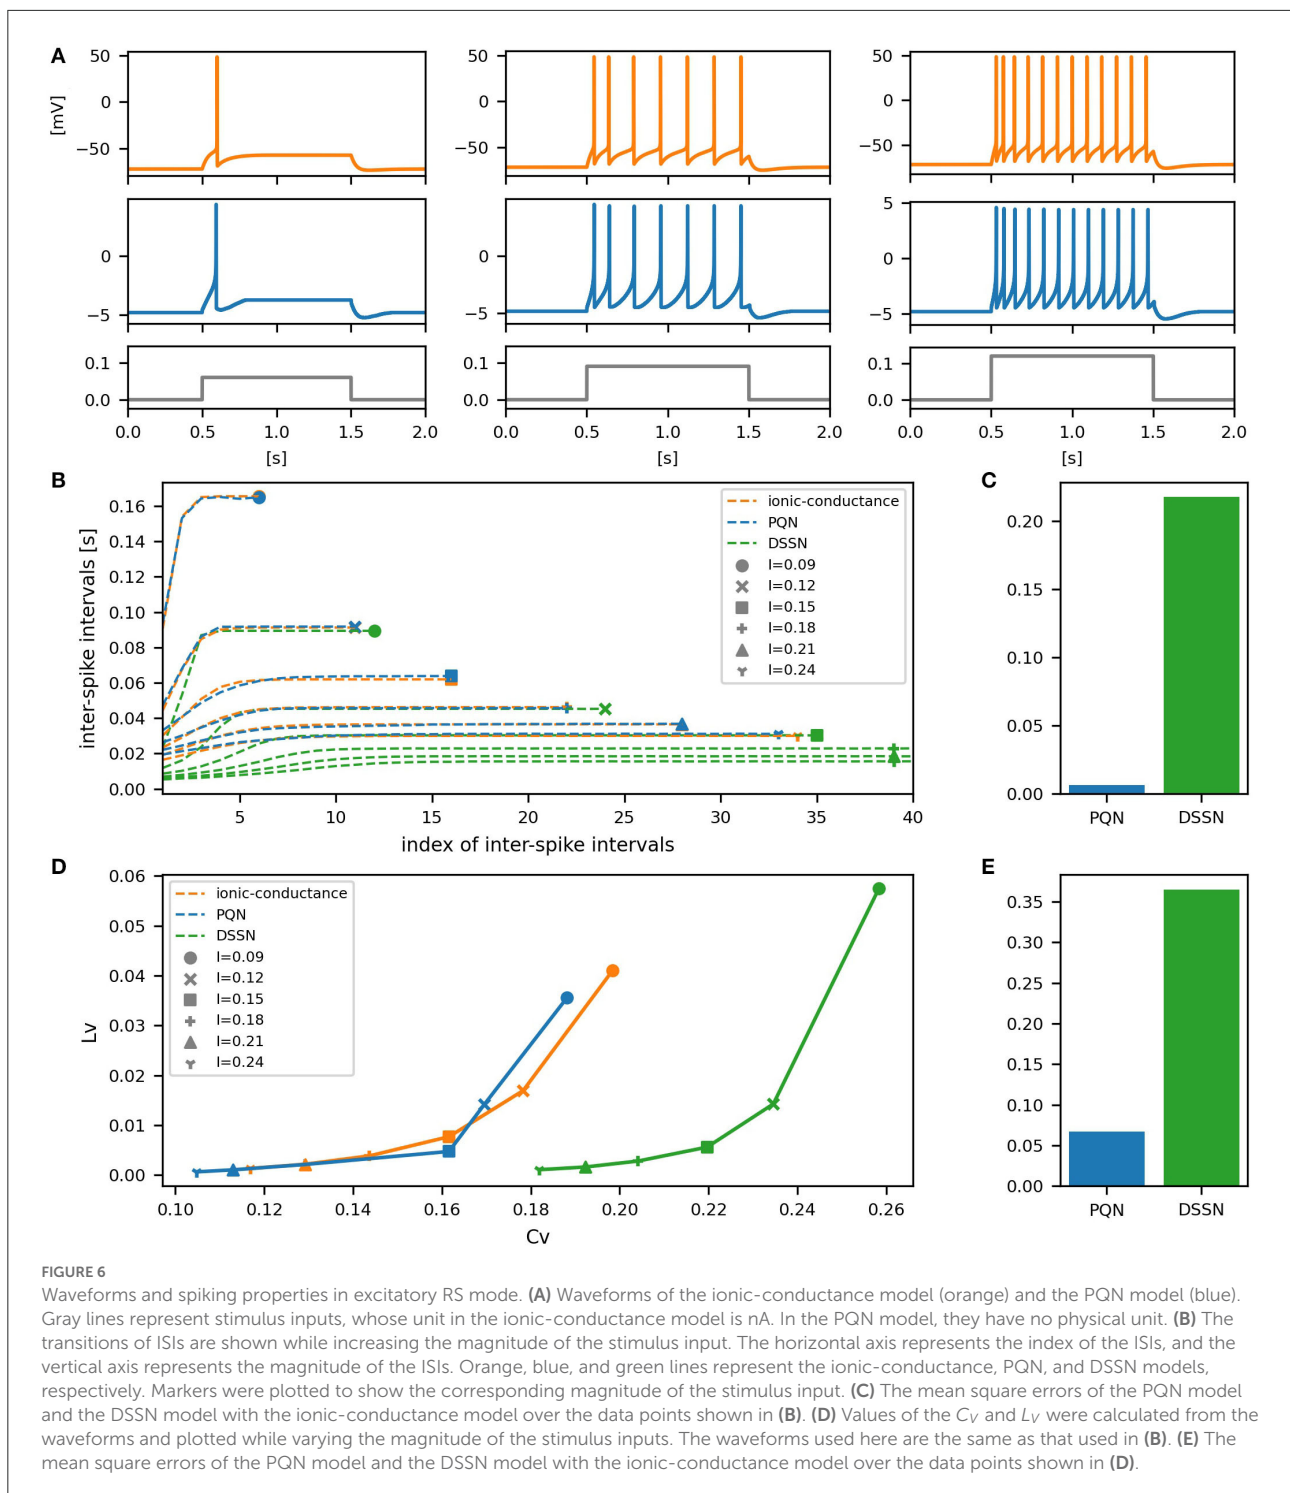 A
50
0
−50
[mV]
50
0
−50
50
0
−50
0
−5
0
−5
5
0
−5
0.1
0.0
0.1
0.0
0.1
0.0
0.0 0.5 1.0 1.5 2.0
0.0 0.5 1.0 1.5 2.0
0.0 0.5 1.0 1.5 2.0
[s]
[s]
[s]
B
0.16
0.14
0.12
0.10
0.08
0.06
0.04
0.02
0.00
inter-spike intervals [s]
ionic-conductance
PQN
DSSN
I=0.09
I=0.12
I=0.15
I=0.18
I=0.21
I=0.24
5 10 15 20 25 30 35 40
index of inter-spike intervals
C
0.20
0.15
0.10
0.05
0.00
PQN DSSN
D
0.06
0.05
0.04
0.03
0.02
0.01
0.00
Lv
ionic-conductance
PQN
DSSN
I=0.09
I=0.12
I=0.15
I=0.18
I=0.21
I=0.24
0.10 0.12 0.14 0.16 0.18 0.20 0.22 0.24 0.26
Cv
E
0.35
0.30
0.25
0.20
0.15
0.10
0.05
0.00
PQN DSSN
FIGURE 6
Waveforms and spiking properties in excitatory RS mode. (A) Waveforms of the ionic-conductance model (orange) and the PQN model (blue).
Gray lines represent stimulus inputs, whose unit in the ionic-conductance model is nA. In the PQN model, they have no physical unit. (B) The
transitions of ISIs are shown while increasing the magnitude of the stimulus input. The horizontal axis represents the index of the ISIs, and the
vertical axis represents the magnitude of the ISIs. Orange, blue, and green lines represent the ionic-conductance, PQN, and DSSN models,
respectively. Markers were plotted to show the corresponding magnitude of the stimulus input. (C) The mean square errors of the PQN model
and the DSSN model with the ionic-conductance model over the data points shown in (B). (D) Values of the CV and LV were calculated from the
waveforms and plotted while varying the magnitude of the stimulus inputs. The waveforms used here are the same as that used in (B). (E) The
mean square errors of the PQN model and the DSSN model with the ionic-conductance model over the data points shown in (D).